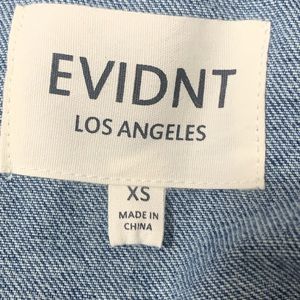 EVIDNT
LOS ANGELES
XS
MADE IN
CHINA